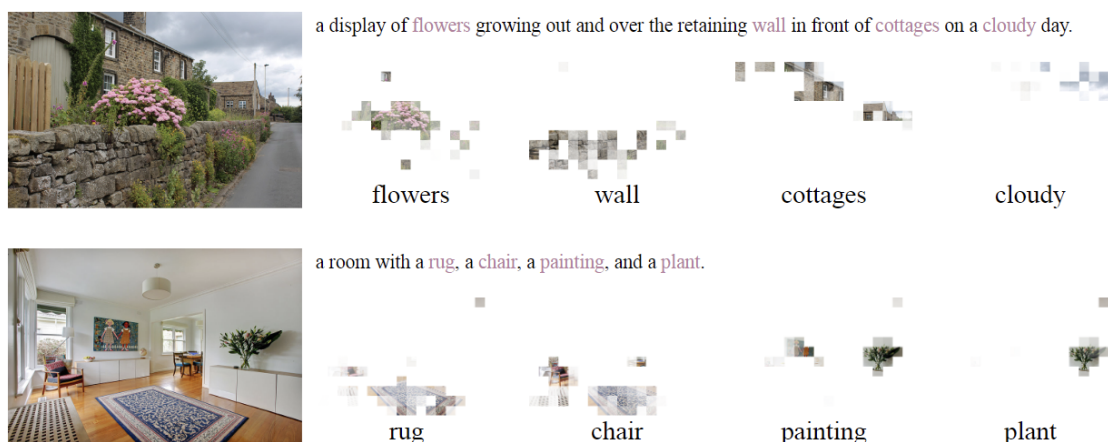 a display of flowers growing out and over the retaining wall in front of cottages on a cloudy day.
flowers wall cottages cloudy
a room with a rug, a chair, a painting, and a plant.
rug chair painting plant